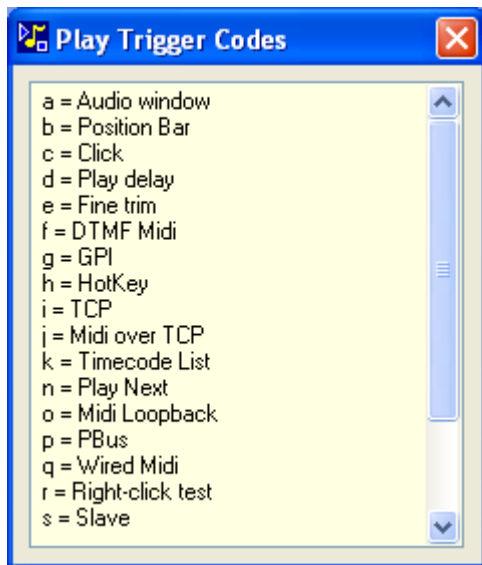 Play Trigger Codes
a = Audio window
b = Position Bar
c = Click
d = Play delay
e = Fine trim
f = DTMF Midi
g = GPI
h = HotKey
i = TCP
j = Midi over TCP
k = Timecode List
n = Play Next
o = Midi Loopback
p = PBus
q = Wired Midi
r = Right-click test
s = Slave